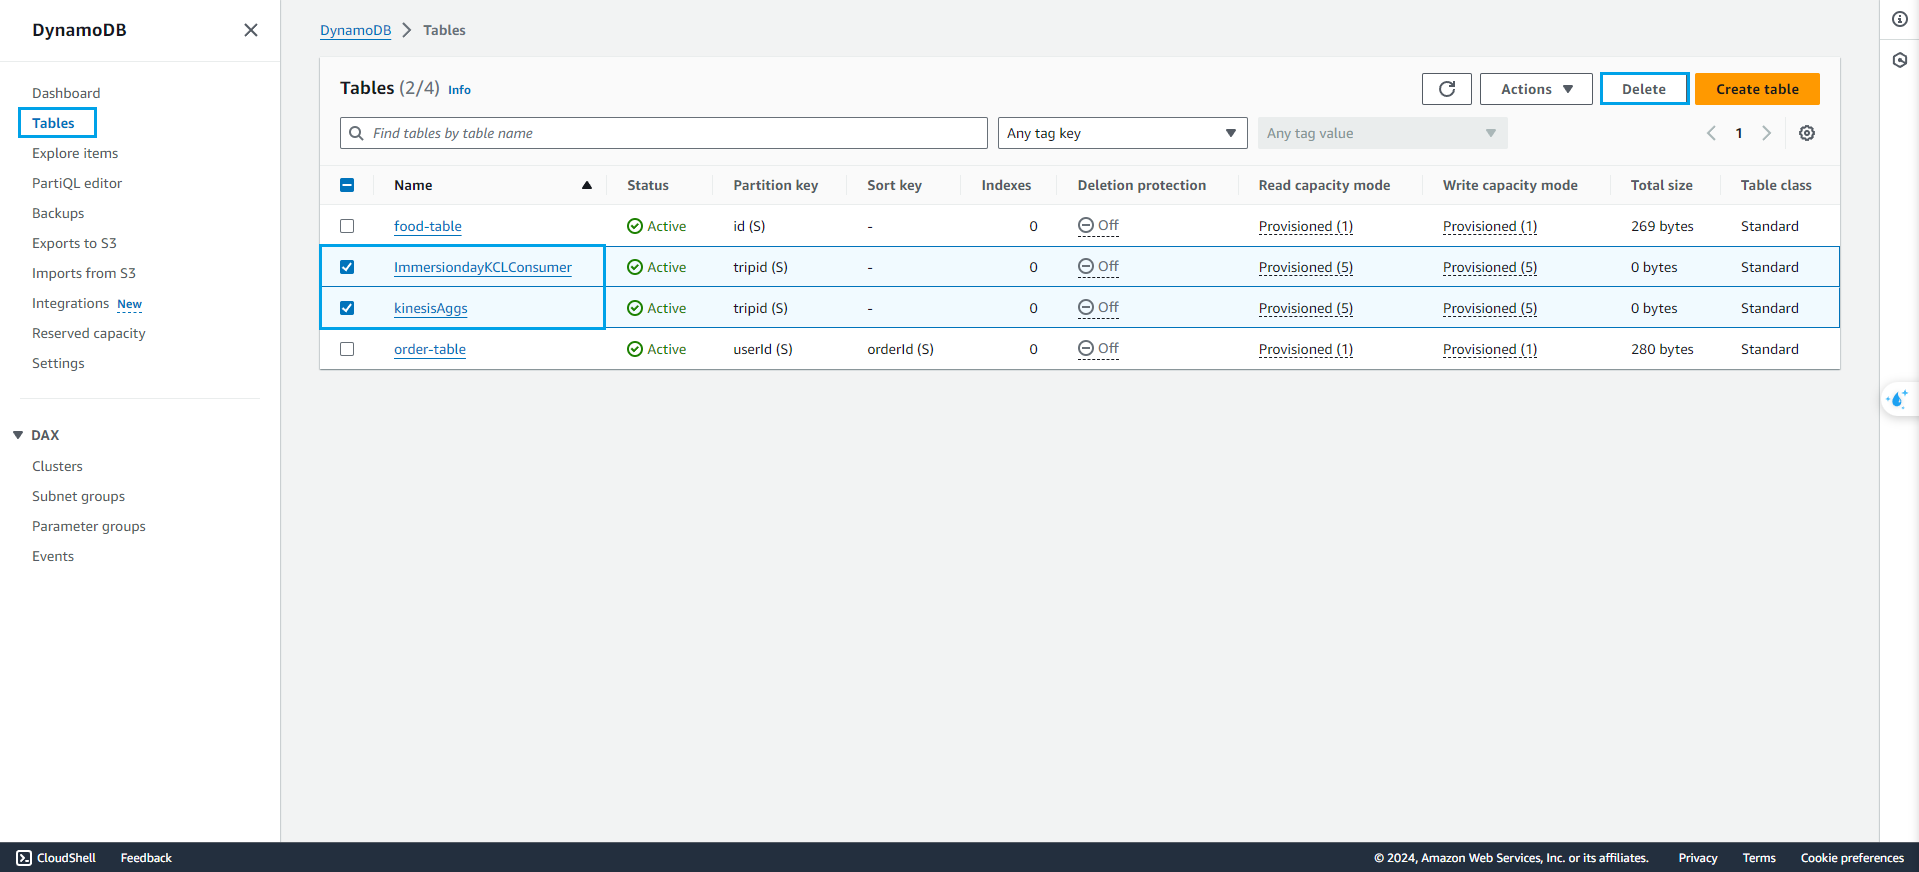 DynamoDB
Dashboard
Tables
Explore items
PartiQL editor
Backups
Exports to S3
Imports from S3
Integrations New
Reserved capacity
Settings
DAX
Clusters
Subnet groups
Parameter groups
Events
DynamoDB Tables
Tables (2/4) Info
Actions Delete Create table
Find tables by table name Any tag key Any tag value 1
Name Status Partition key Sort key Indexes Deletion protection Read capacity mode Write capacity mode Total size Table class
food-table Active id (S) - 0 Off Provisioned (1) Provisioned (1) 269 bytes Standard
ImmersiondayKCLConsumer Active tripid (S) - 0 Off Provisioned (5) Provisioned (5) 0 bytes Standard
kinesisAggs Active tripid (S) - 0 Off Provisioned (5) Provisioned (5) 0 bytes Standard
order-table Active userId (S) orderId (S) 0 Off Provisioned (1) Provisioned (1) 280 bytes Standard
CloudShell Feedback © 2024, Amazon Web Services, Inc. or its affiliates. Privacy Terms Cookie preferences